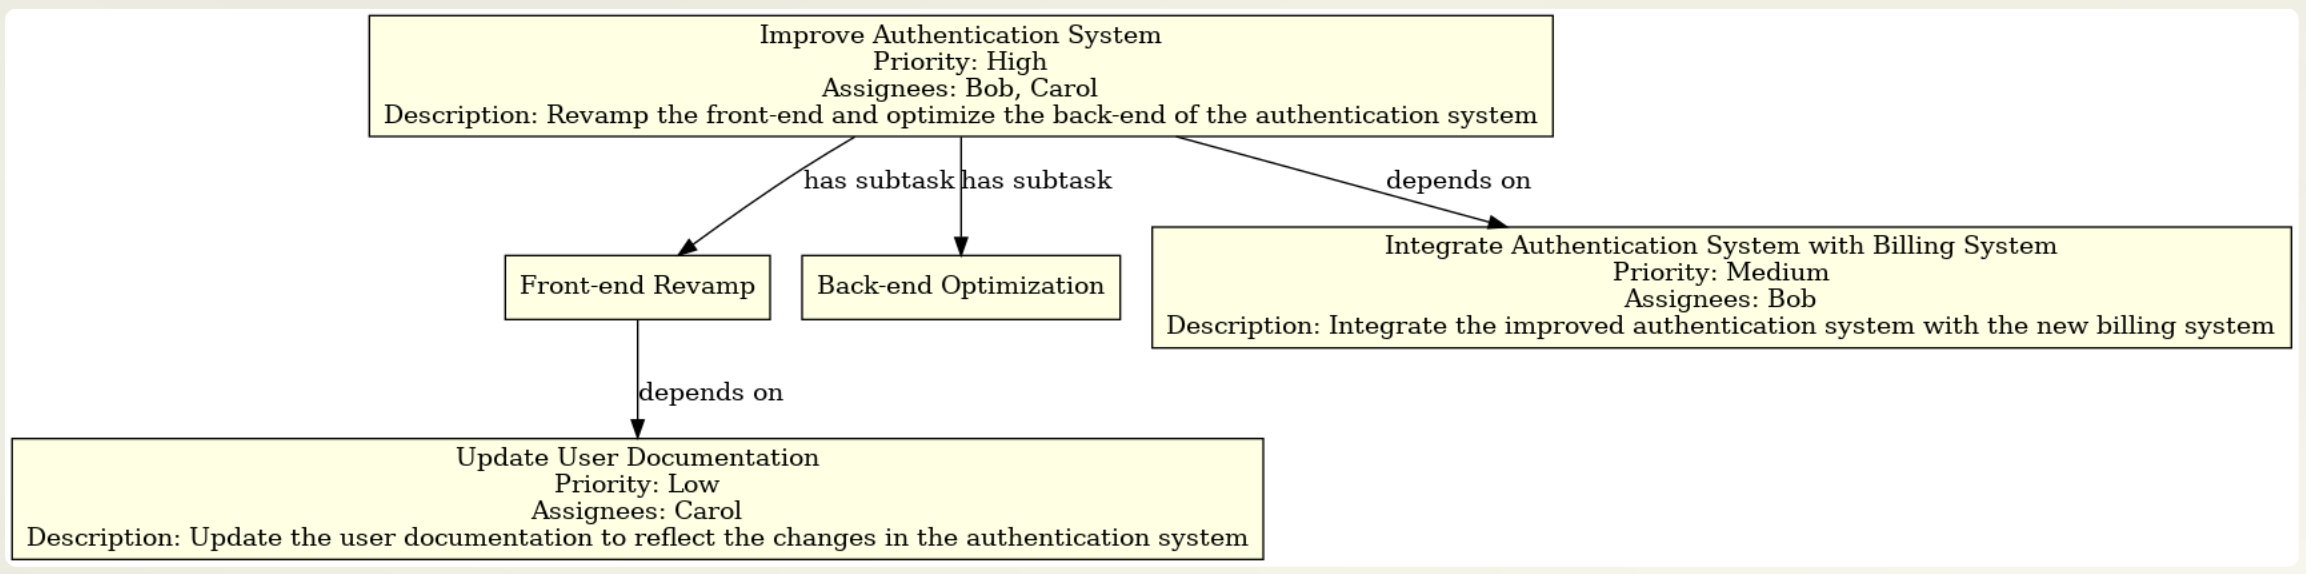 Improve Authentication System
Priority: High
Assignees: Bob, Carol
Description: Revamp the front-end and optimize the back-end of the authentication system
has subtask
has subtask
depends on
Front-end Revamp
Back-end Optimization
Integrate Authentication System with Billing System
Priority: Medium
Assignees: Bob
Description: Integrate the improved authentication system with the new billing system
depends on
Update User Documentation
Priority: Low
Assignees: Carol
Description: Update the user documentation to reflect the changes in the authentication system